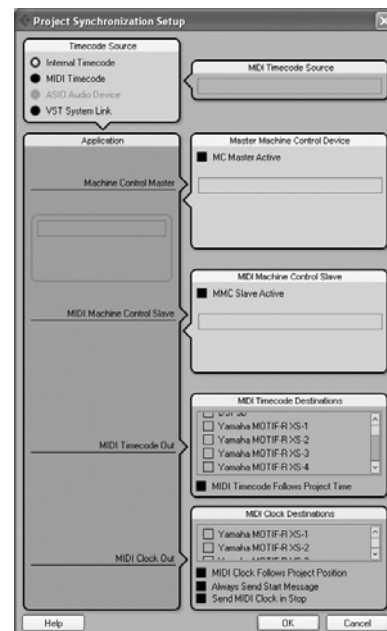 Project Synchronization Setup
Timecode Source
Internal Timecode
MIDI Timecode
ASIO Audio Device
VST System Link
MIDI Timecode Source
Application
Machine Control Master
MIDI Machine Control Slave
MIDI Timecode Out
MIDI Clock Out
Master Machine Control Device
MC Master Active
MIDI Machine Control Slave
MMC Slave Active
MIDI Timecode Destinations
Yamaha MOTIF-R XS-1
Yamaha MOTIF-R XS-2
Yamaha MOTIF-R XS-3
Yamaha MOTIF-R XS-4
MIDI Timecode Follows Project Time
MIDI Clock Destinations
Yamaha MOTIF-R XS-1
Yamaha MOTIF-R XS-2
MIDI Clock Follows Project Position
Always Send Start Message
Send MIDI Clock in Stop
Help
OK
Cancel